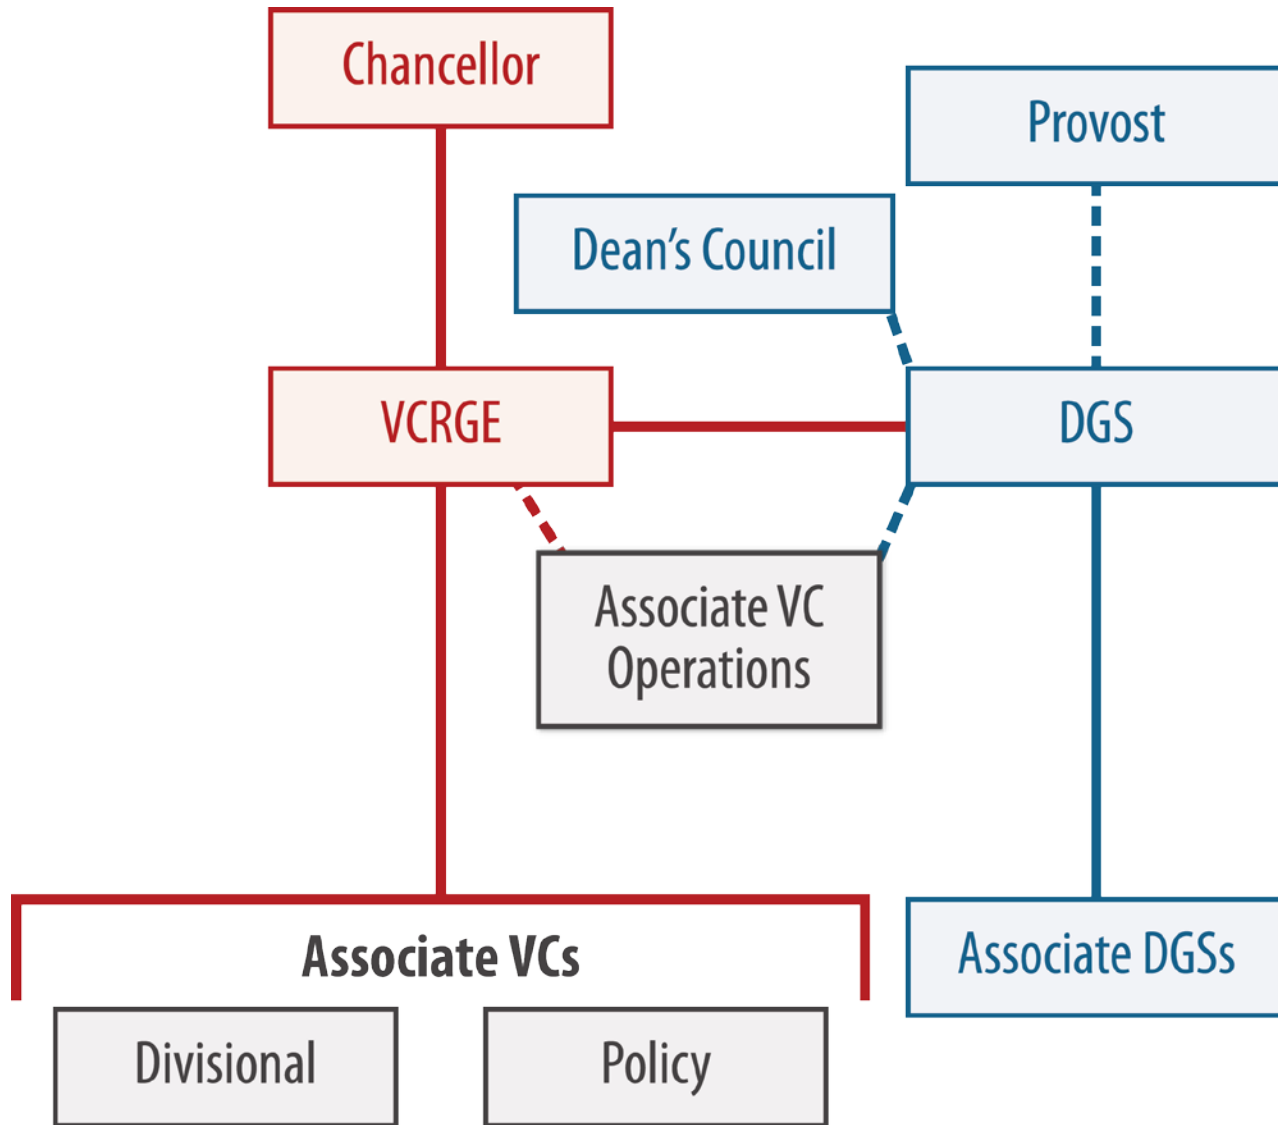 Chancellor
Provost
Dean’s Council
VCRGE
DGS
Associate VC
Operations
Associate VCs
Associate DGSs
Divisional
Policy